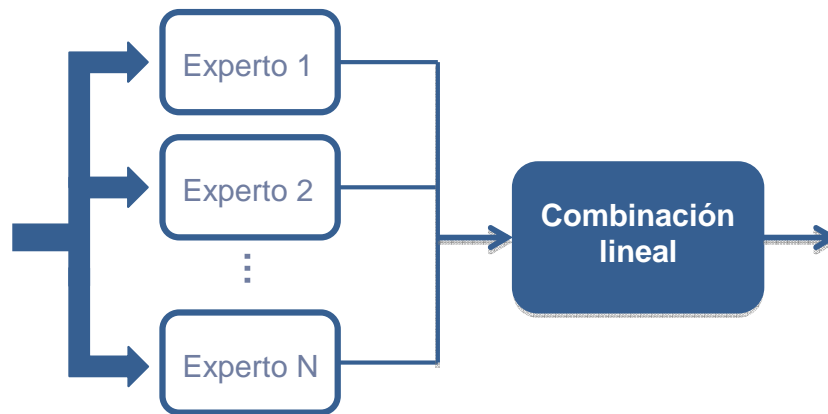 Experto 1
Experto 2
...
Experto N
Combinación
lineal